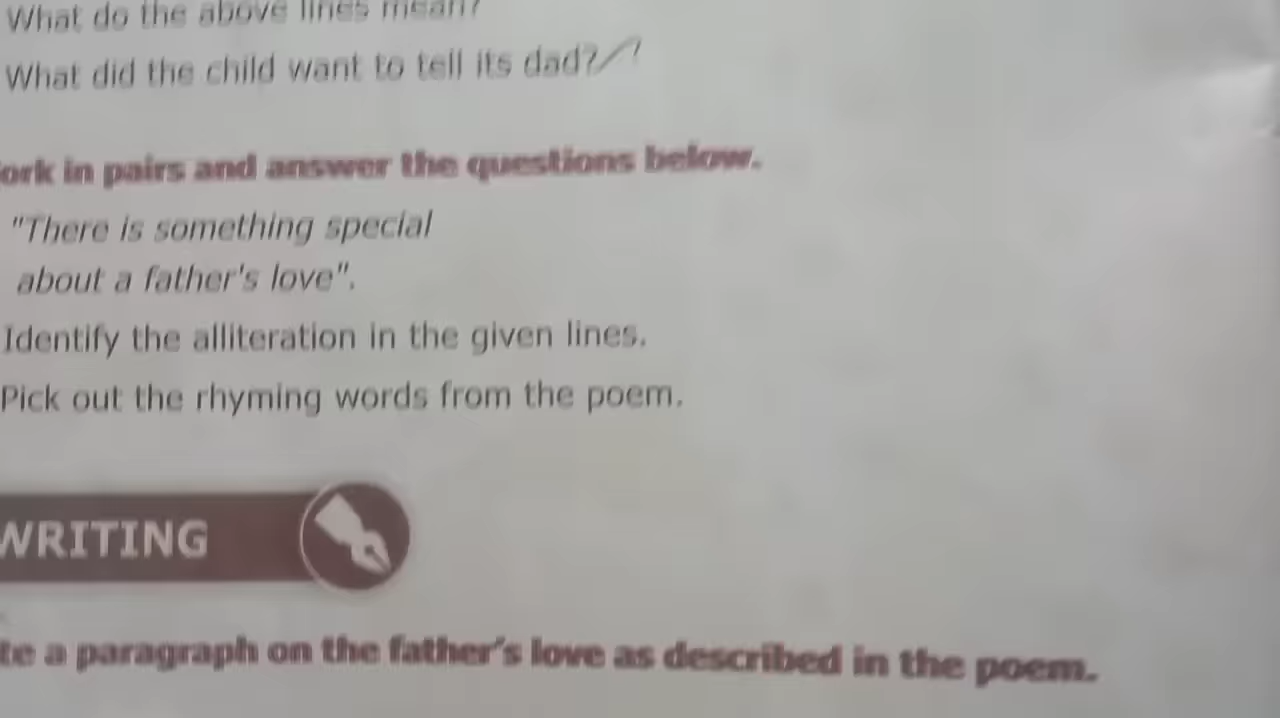 What do the above lines mean?
What did the child want to tell its dad?
ork in pairs and answer the questions below.
"There is something special
about a father's love".
Identify the alliteration in the given lines.
Pick out the rhyming words from the poem.
WRITING
te a paragraph on the father's love as described in the poem.